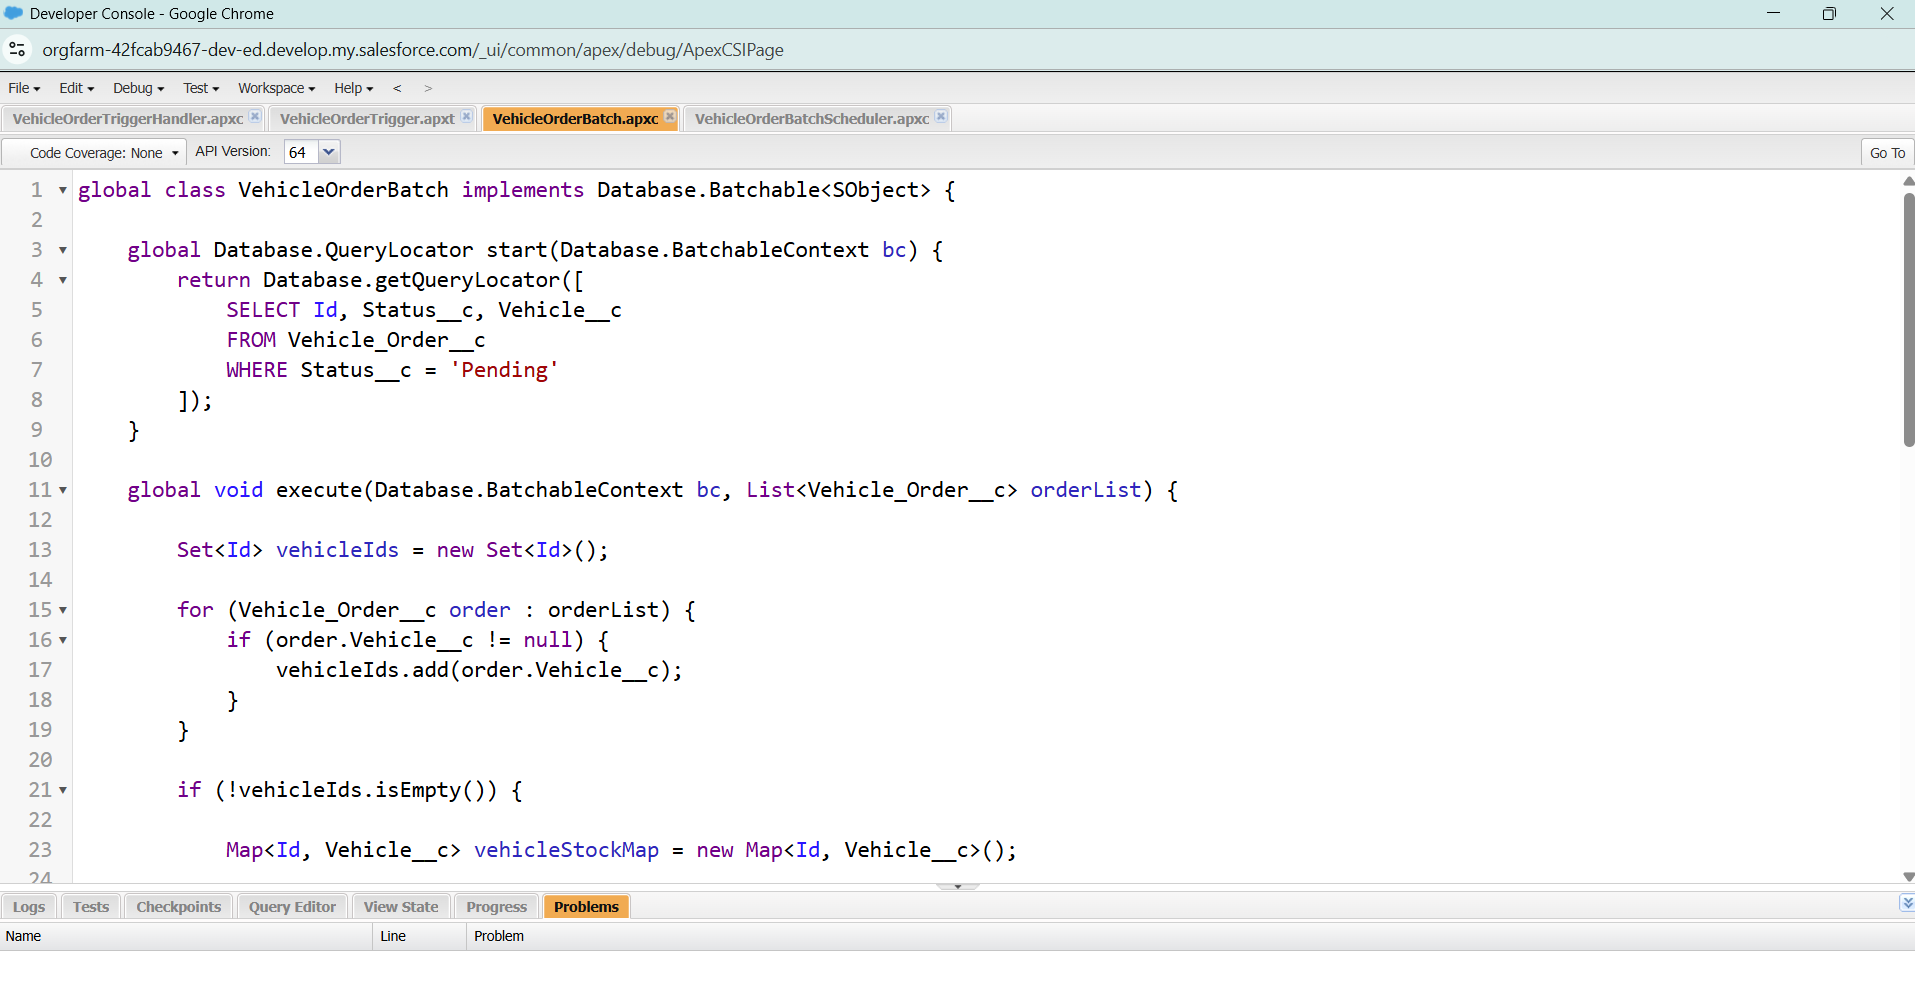 Developer Console - Google Chrome
orgfarm-42fcab9467-dev-ed.develop.my.salesforce.com/_ui/common/apex/debug/ApexCSIPage
File Edit Debug Test Workspace Help < >
VehicleOrderTriggerHandler.apxc VehicleOrderTrigger.apxt VehicleOrderBatch.apxc VehicleOrderBatchScheduler.apxc
Code Coverage: None API Version: 64 Go To
1 global class VehicleOrderBatch implements Database.Batchable<SObject> {
2
3 global Database.QueryLocator start(Database.BatchableContext bc) {
4 return Database.getQueryLocator([
5 SELECT Id, Status__c, Vehicle__c
6 FROM Vehicle_Order__c
7 WHERE Status__c = 'Pending'
8 ]);
9 }
10
11 global void execute(Database.BatchableContext bc, List<Vehicle_Order__c> orderList) {
12
13 Set<Id> vehicleIds = new Set<Id>();
14
15 for (Vehicle_Order__c order : orderList) {
16 if (order.Vehicle__c != null) {
17 vehicleIds.add(order.Vehicle__c);
18 }
19 }
20
21 if (!vehicleIds.isEmpty()) {
22
23 Map<Id, Vehicle__c> vehicleStockMap = new Map<Id, Vehicle__c>();
24
Logs Tests Checkpoints Query Editor View State Progress Problems
Name Line Problem